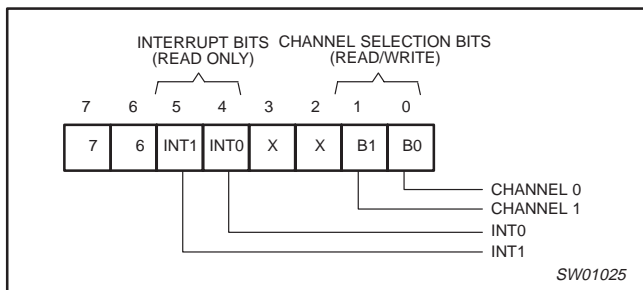 INTERRUPT BITS CHANNEL SELECTION BITS
(READ ONLY) (READ/WRITE)
7 6 5 4 3 2 1 0
7 6 INT1 INT0 X X B1 B0
CHANNEL 0
CHANNEL 1
INT0
INT1
SW01025